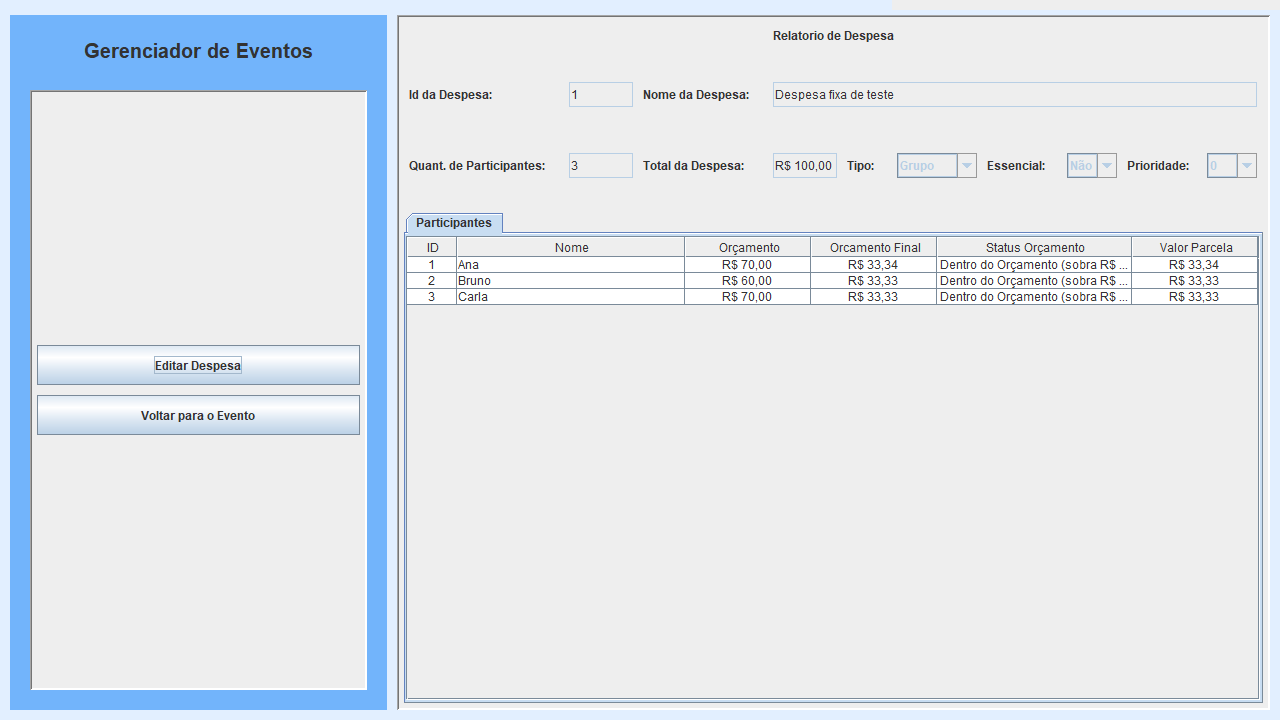 Gerenciador de Eventos
Editar Despesa
Voltar para o Evento
Relatorio de Despesa
Id da Despesa: 1 Nome da Despesa: Despesa fixa de teste
Quant. de Participantes: 3 Total da Despesa: R$ 100,00 Tipo: Grupo Essencial: Não Prioridade: 0
Participantes
ID Nome Orçamento Orcamento Final Status Orçamento Valor Parcela
1 Ana R$ 70,00 R$ 33,34 Dentro do Orçamento (sobra R$ ... R$ 33,34
2 Bruno R$ 60,00 R$ 33,33 Dentro do Orçamento (sobra R$ ... R$ 33,33
3 Carla R$ 70,00 R$ 33,33 Dentro do Orçamento (sobra R$ ... R$ 33,33